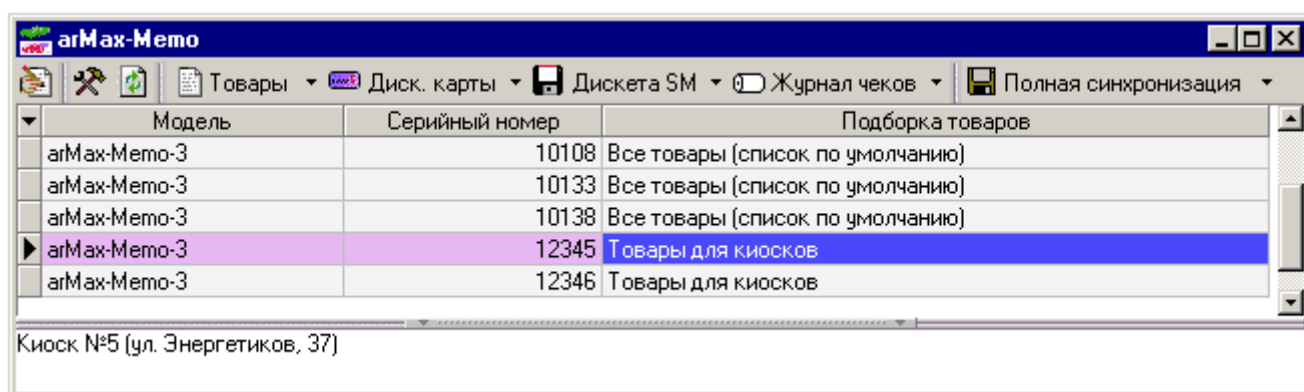 arMax-Memo
Товары Диск. карты Дискета SM Журнал чеков Полная синхронизация
Модель Серийный номер Подборка товаров
arMax-Memo-3 10108 Все товары (список по умолчанию)
arMax-Memo-3 10133 Все товары (список по умолчанию)
arMax-Memo-3 10138 Все товары (список по умолчанию)
arMax-Memo-3 12345 Товары для киосков
arMax-Memo-3 12346 Товары для киосков
Киоск №5 (ул. Энергетиков, 37)